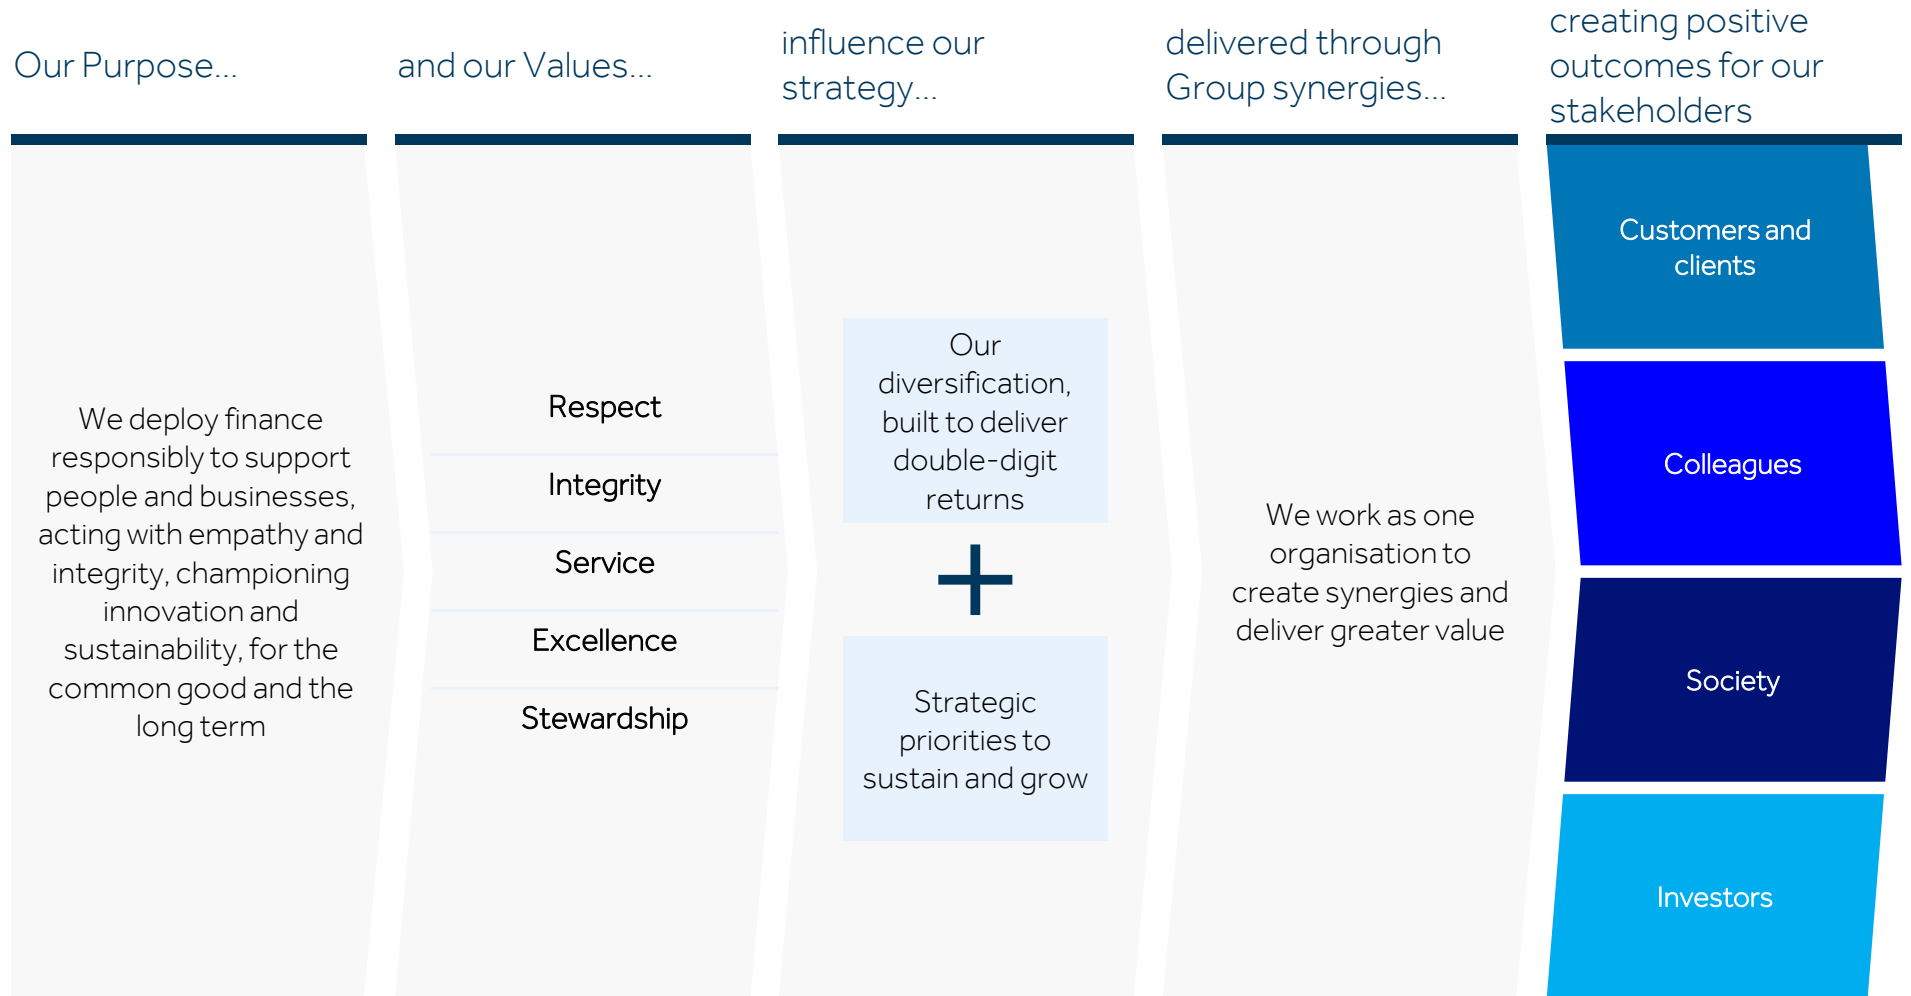 Our Purpose...
and our Values...
influence our
strategy...
delivered through
Group synergies...
creating positive
outcomes for our
stakeholders
We deploy finance
responsibly to support
people and businesses,
acting with empathy and
integrity, championing
innovation and
sustainability, for the
common good and the
long term
Respect
Integrity
Service
Excellence
Stewardship
Our
diversification,
built to deliver
double-digit
returns
+
Strategic
priorities to
sustain and grow
We work as one
organisation to
create synergies and
deliver greater value
Customers and
clients
Colleagues
Society
Investors